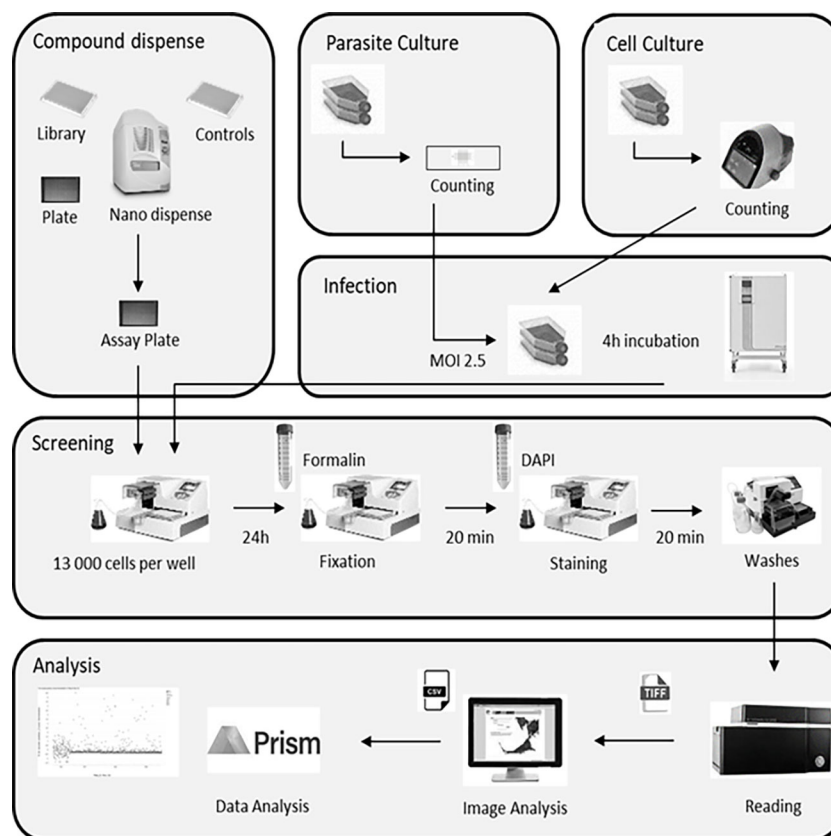 Compound dispense
Library
Controls
Plate
Nano dispense
Assay Plate
Parasite Culture
Counting
Cell Culture
Counting
Infection
MOI 2.5
4h incubation
Screening
Formalin
DAPI
13 000 cells per well
24h
Fixation
20 min
Staining
20 min
Washes
Analysis
CSV
TIFF
Prism
Data Analysis
Image Analysis
Reading